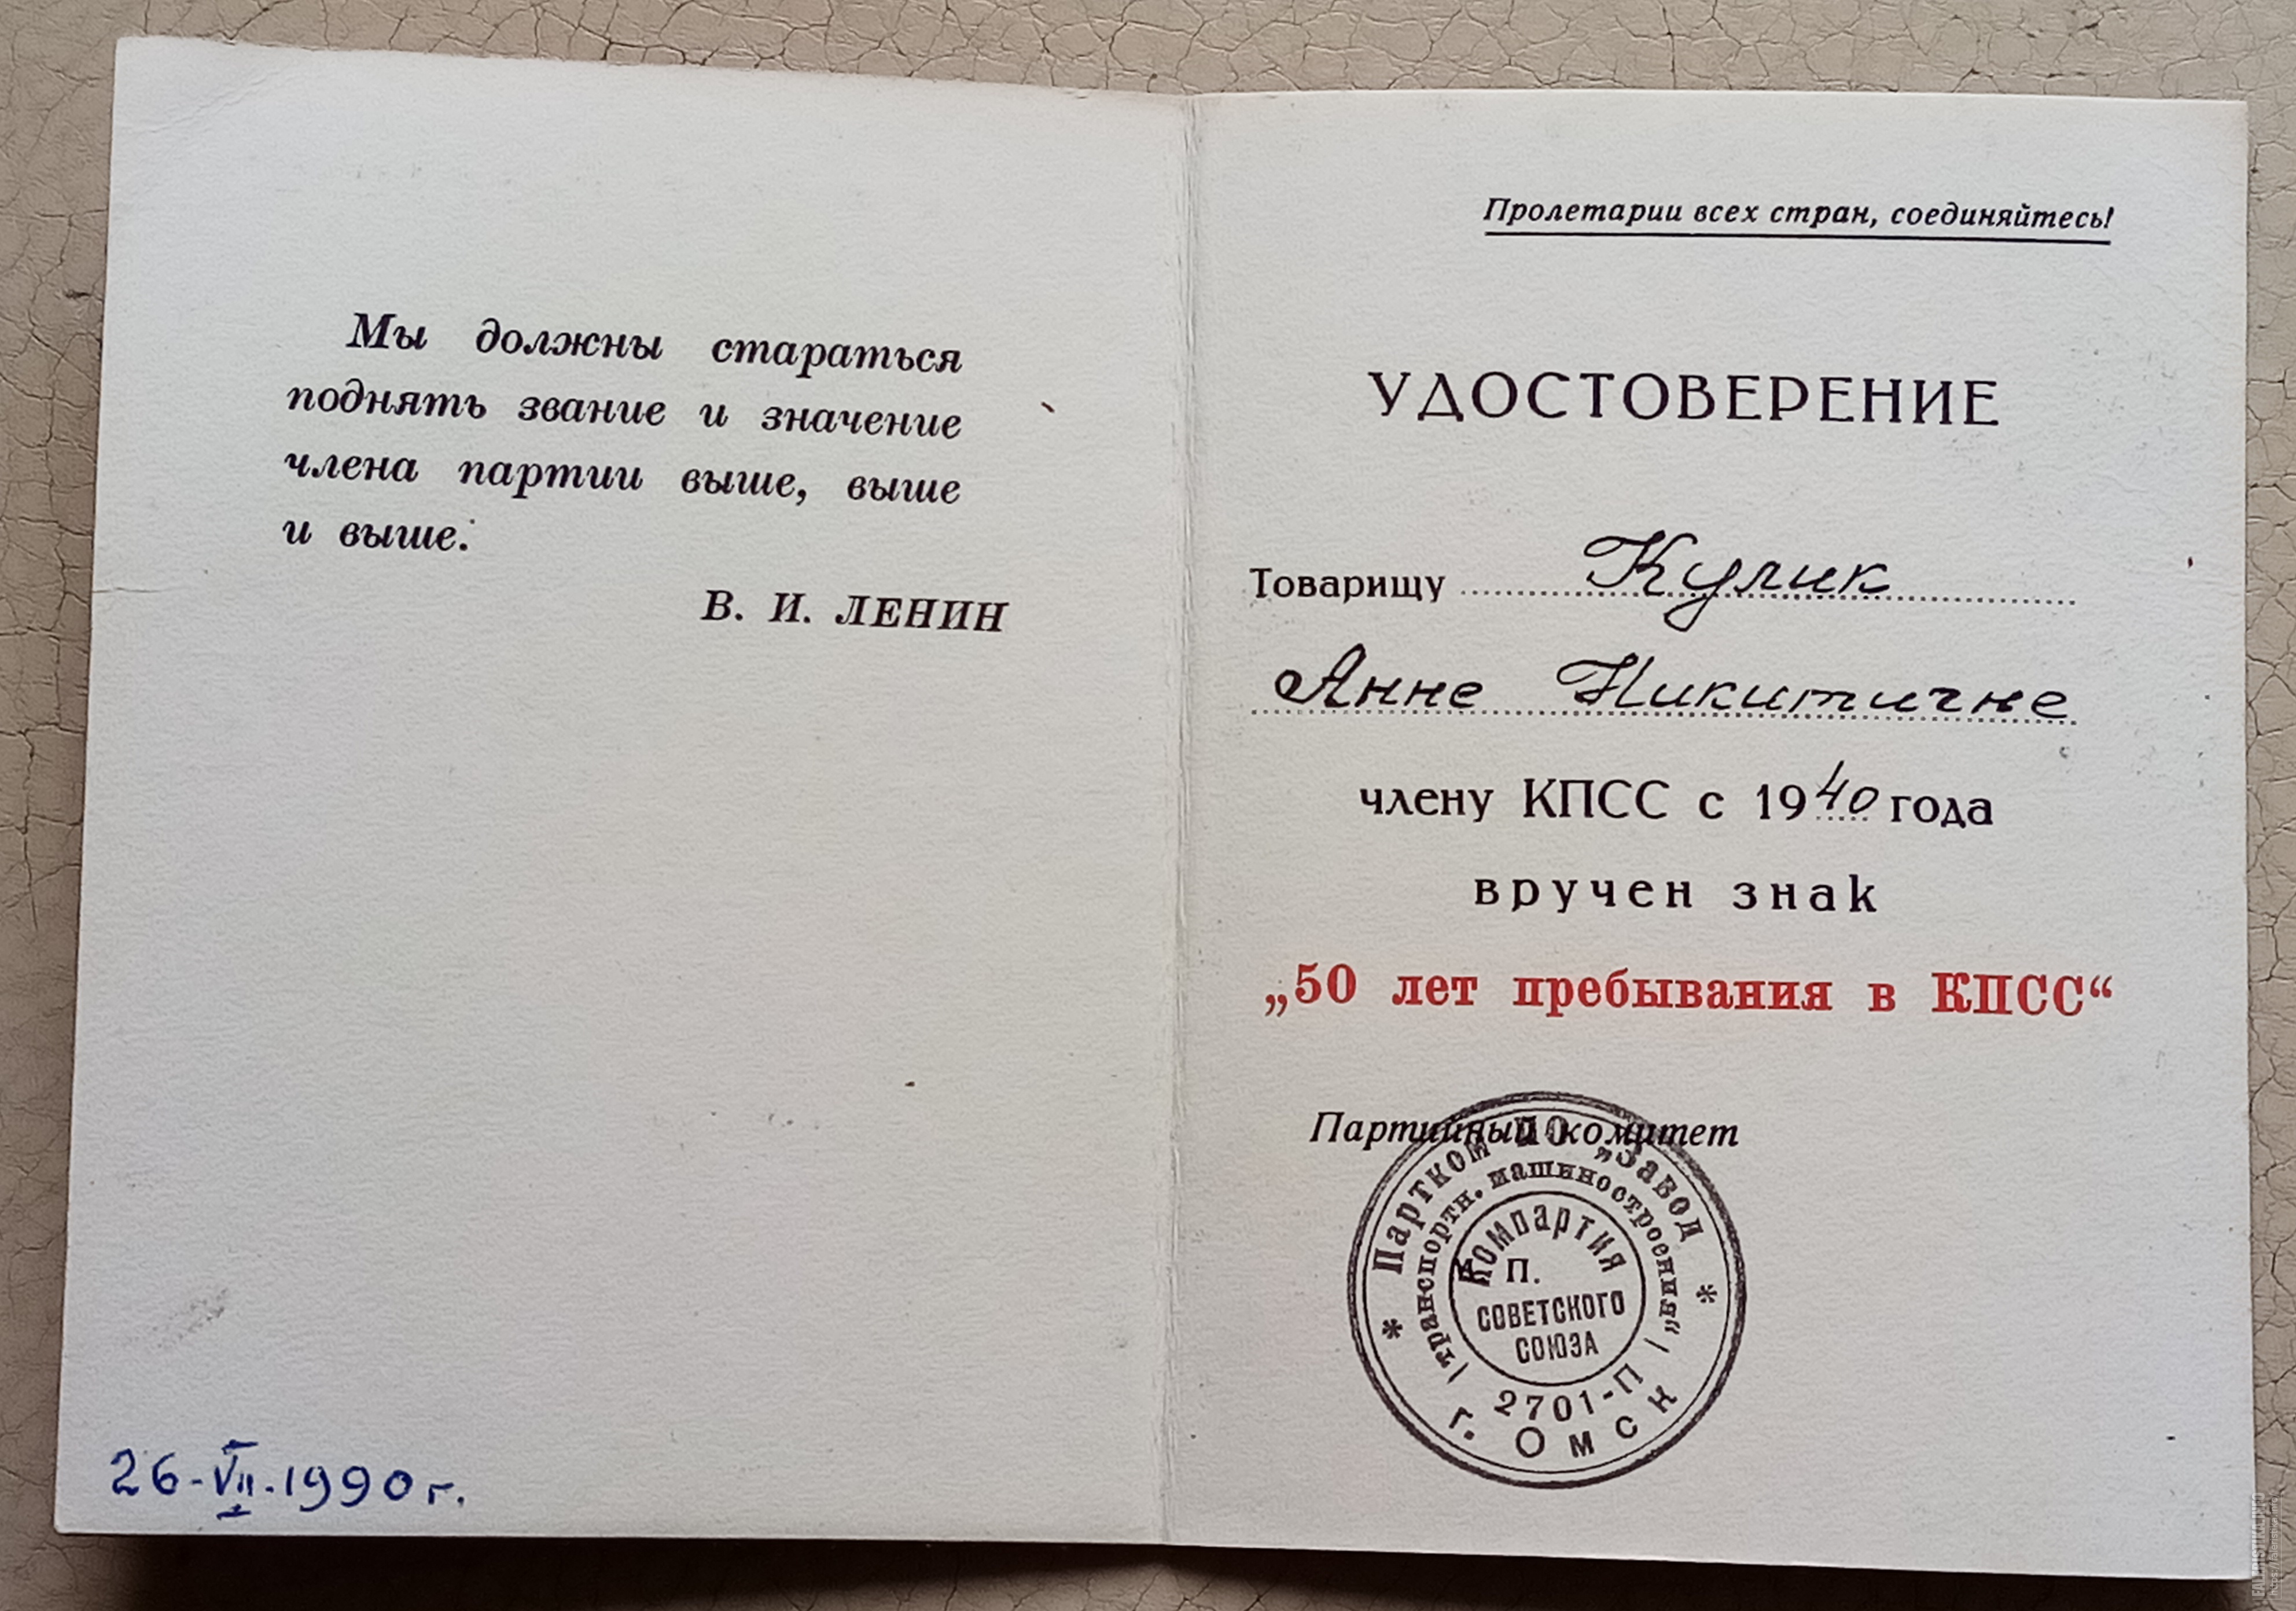 Мы должны стараться
поднять звание и значение
члена партии выше, выше
и выше.
В. И. ЛЕНИН
26-VII-1990 г.
Пролетарии всех стран, соединяйтесь!
УДОСТОВЕРЕНИЕ
Товарищу Кулик
Анне Никитичне
члену КПСС с 1940 года
вручен знак
„50 лет пребывания в КПСС“
Партийный комитет
* Партком ПО „Завод *
транспортн. машиностроения“
Компартия
П.
СОВЕТСКОГО
СОЮЗА
2701-П
г. Омск